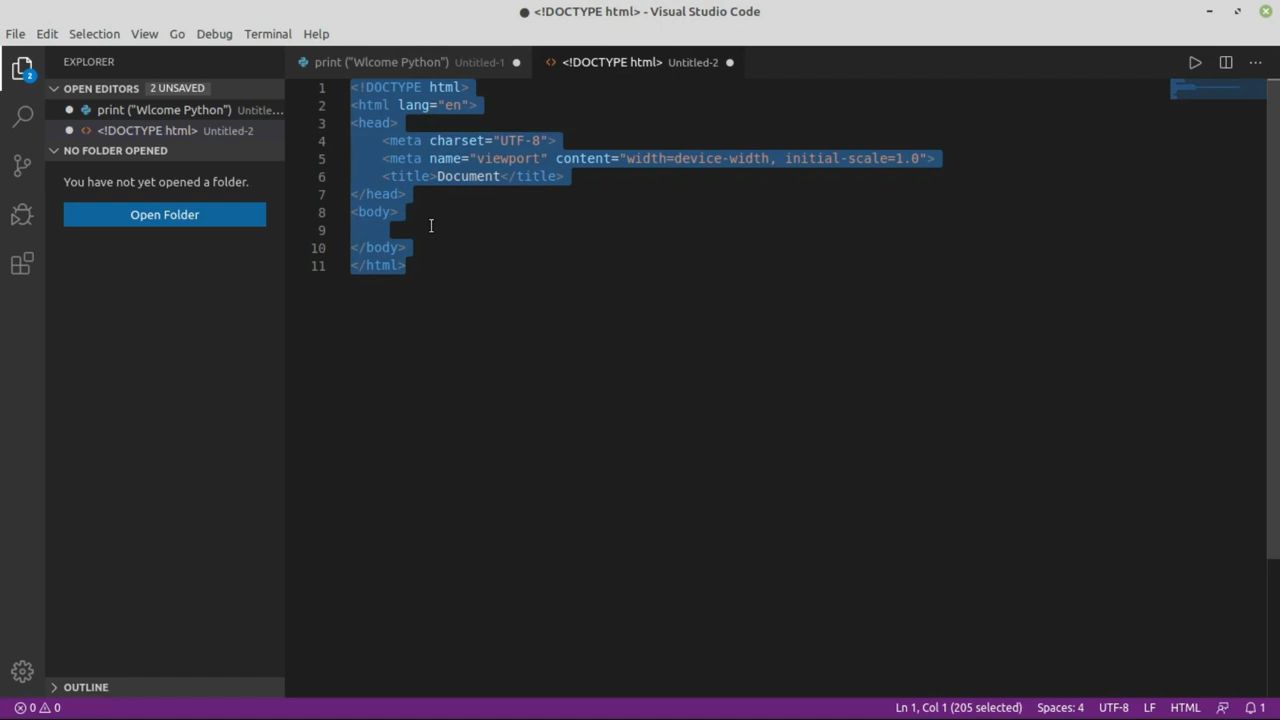 ● <!DOCTYPE html> - Visual Studio Code
File Edit Selection View Go Debug Terminal Help
2
EXPLORER
print ("Wlcome Python") Untitled-1 ●
<> <!DOCTYPE html> Untitled-2 ●
OPEN EDITORS 2 UNSAVED
● print ("Wlcome Python") Untitle...
● <> <!DOCTYPE html> Untitled-2
NO FOLDER OPENED
You have not yet opened a folder.
Open Folder
1 <!DOCTYPE html>
2 <html lang="en">
3 <head>
4     <meta charset="UTF-8">
5     <meta name="viewport" content="width=device-width, initial-scale=1.0">
6     <title>Document</title>
7 </head>
8 <body>
9
10 </body>
11 </html>
OUTLINE
0 0 Ln 1, Col 1 (205 selected) Spaces: 4 UTF-8 LF HTML 1